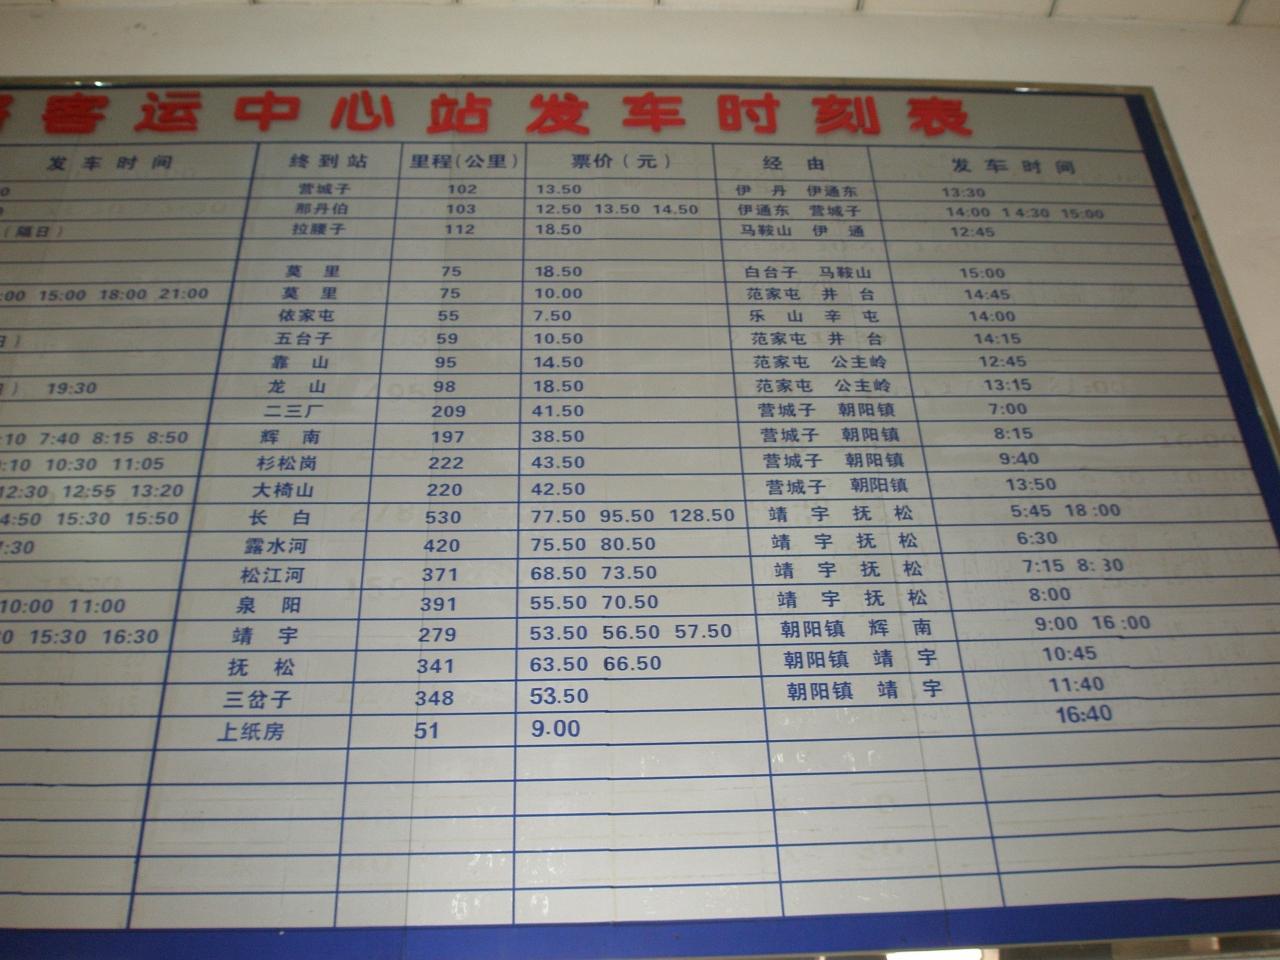 客运中心站发车时刻表
发车时间 终到站 里程(公里) 票价(元) 经由 发车时间
营城子 102 13.50 伊丹 伊通东 13:30
那丹伯 103 12.50 13.50 14.50 伊通东 营城子 14:00 14:30 15:00
(隔日) 拉腰子 112 18.50 马鞍山 伊通 12:45
莫里 75 18.50 白台子 马鞍山 15:00
:00 15:00 18:00 21:00 莫里 75 10.00 范家屯 井台 14:45
依家屯 55 7.50 乐山 辛屯 14:00
日) 五台子 59 10.50 范家屯 井台 14:15
靠山 95 14.50 范家屯 公主岭 12:45
日) 19:30 龙山 98 18.50 范家屯 公主岭 13:15
二三厂 209 41.50 营城子 朝阳镇 7:00
:10 7:40 8:15 8:50 辉南 197 38.50 营城子 朝阳镇 8:15
:10 10:30 11:05 杉松岗 222 43.50 营城子 朝阳镇 9:40
12:30 12:55 13:20 大椅山 220 42.50 营城子 朝阳镇 13:50
4:50 15:30 15:50 长白 530 77.50 95.50 128.50 靖宇 抚松 5:45 18:00
:30 露水河 420 75.50 80.50 靖宇 抚松 6:30
松江河 371 68.50 73.50 靖宇 抚松 7:15 8:30
10:00 11:00 泉阳 391 55.50 70.50 靖宇 抚松 8:00
0 15:30 16:30 靖宇 279 53.50 56.50 57.50 朝阳镇 辉南 9:00 16:00
抚松 341 63.50 66.50 朝阳镇 靖宇 10:45
三岔子 348 53.50 朝阳镇 靖宇 11:40
上纸房 51 9.00 16:40